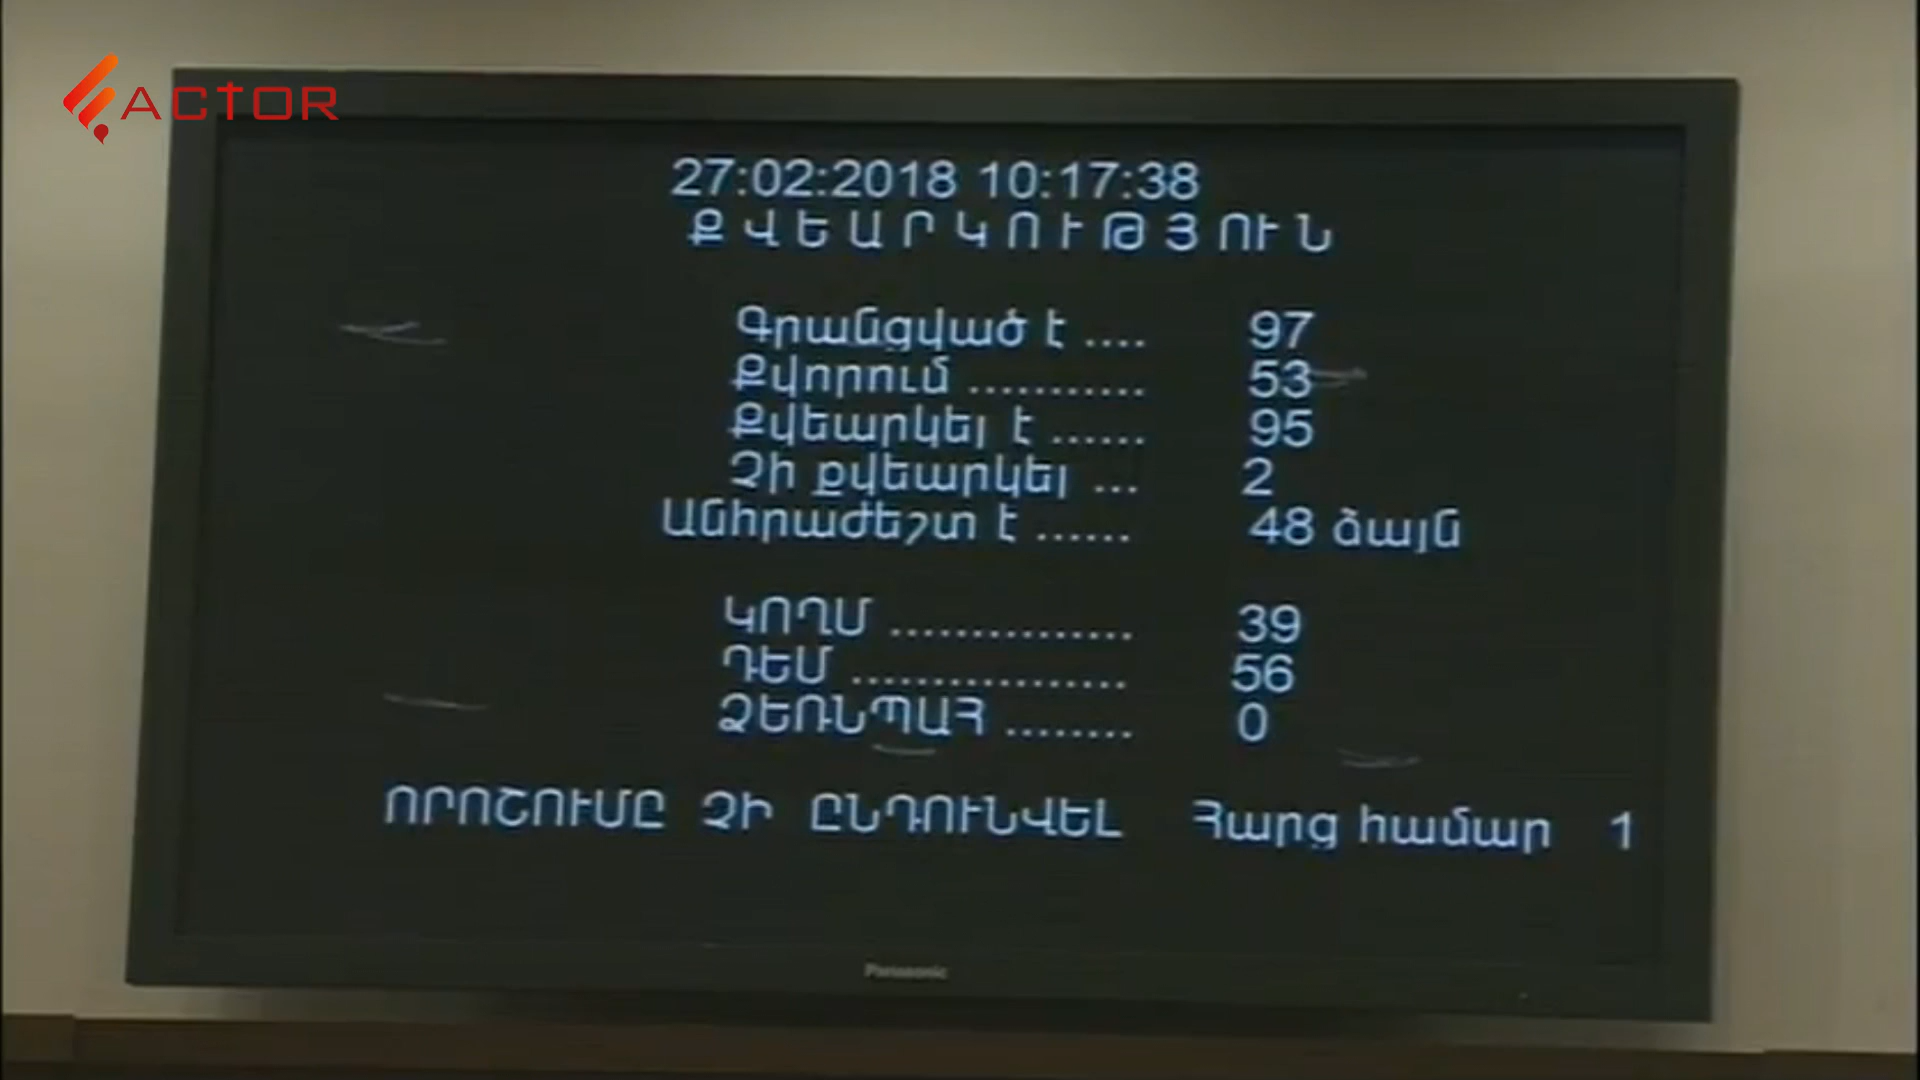 ACTOR
27:02:2018 10:17:38
ՔՎԵԱՐԿՈՒԹՅՈՒՆ
Գրանցված է .... 97
Քվորում ........... 53
Քվեարկել է ...... 95
Չի քվեարկել ... 2
Անհրաժեշտ է ...... 48 ձայն
ԿՈՂՄ ............... 39
ԴԵՄ ................. 56
ՁԵՌՆՊԱՀ ........ 0
ՈՐՈՇՈՒՄԸ ՉԻ ԸՆԴՈՒՆՎԵԼ Հարց համար 1
Panasonic